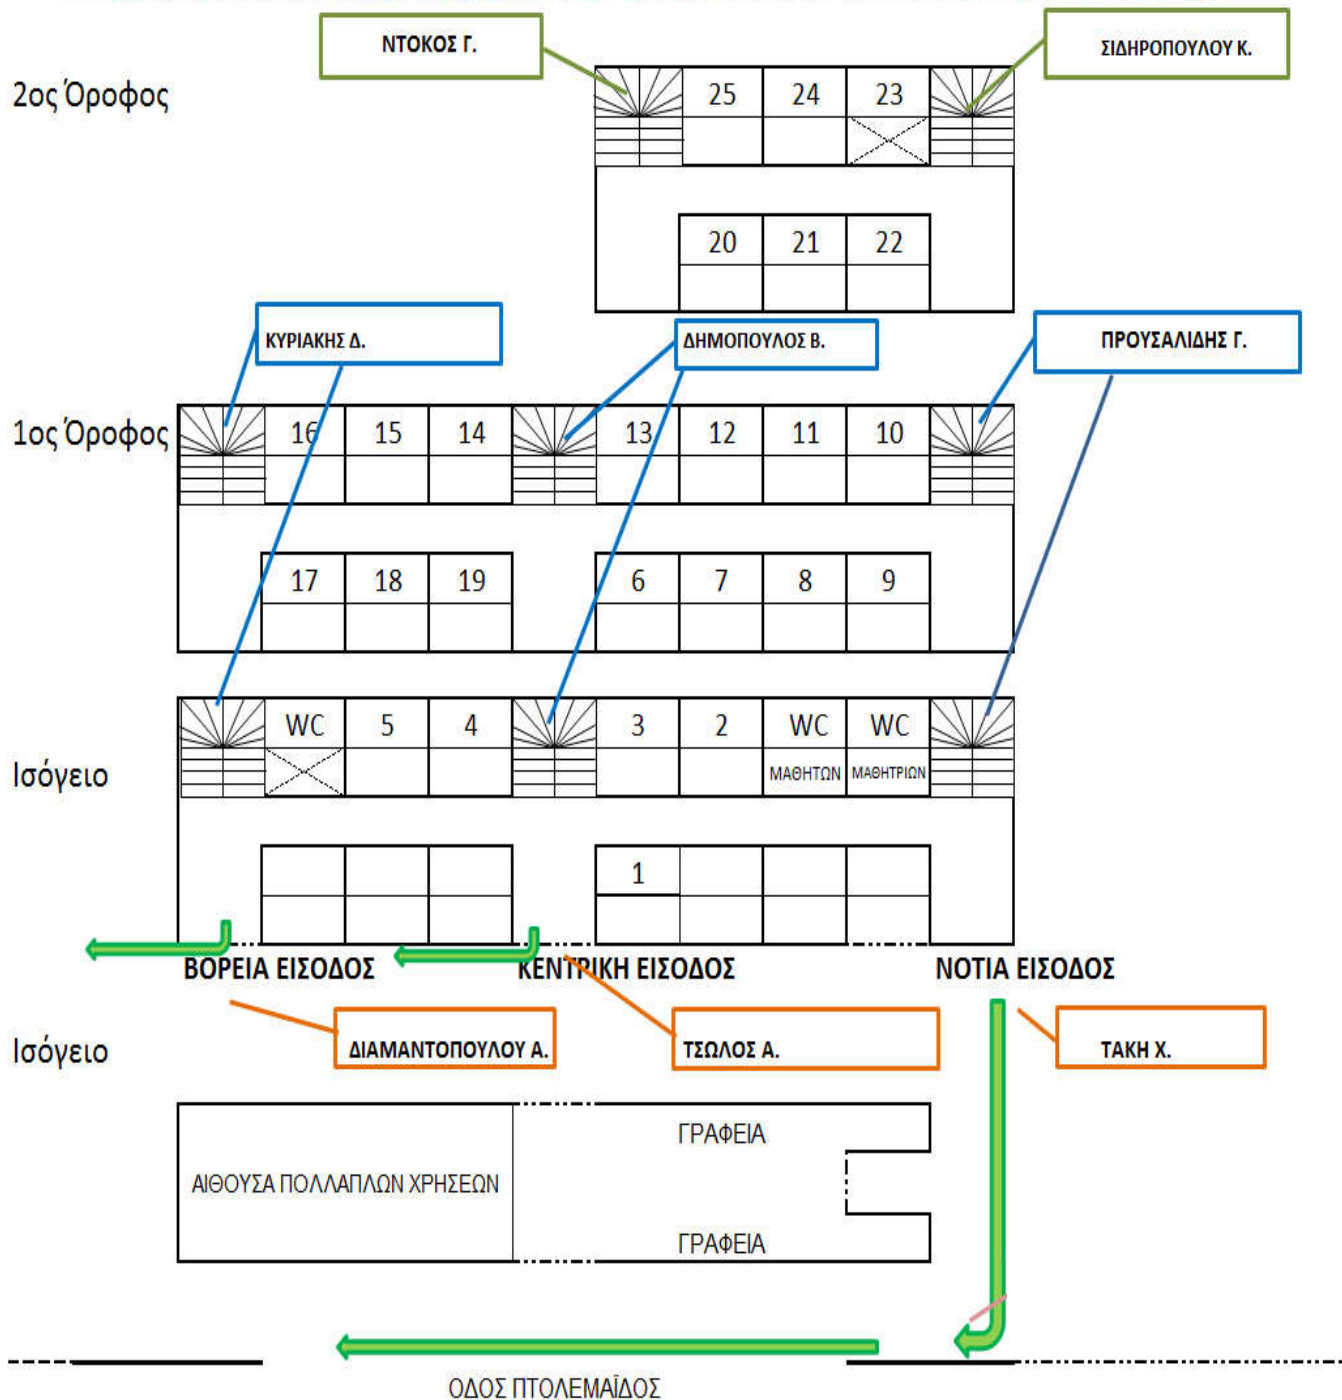 ΝΤΟΚΟΣ Γ.
ΣΙΔΗΡΟΠΟΥΛΟΥ Κ.
2ος Όροφος
25 24 23
20 21 22
ΚΥΡΙΑΚΗΣ Δ.
ΔΗΜΟΠΟΥΛΟΣ Β.
ΠΡΟΥΣΑΛΙΔΗΣ Γ.
1ος Όροφος
16 15 14 13 12 11 10
17 18 19 6 7 8 9
WC 5 4 3 2 WC WC
Ισόγειο
ΜΑΘΗΤΩΝ ΜΑΘΗΤΡΙΩΝ
1
ΒΟΡΕΙΑ ΕΙΣΟΔΟΣ ΚΕΝΤΡΙΚΗ ΕΙΣΟΔΟΣ ΝΟΤΙΑ ΕΙΣΟΔΟΣ
Ισόγειο
ΔΙΑΜΑΝΤΟΠΟΥΛΟΥ Α.
ΤΣΩΛΟΣ Α.
ΤΑΚΗ Χ.
ΓΡΑΦΕΙΑ
ΑΙΘΟΥΣΑ ΠΟΛΛΑΠΛΩΝ ΧΡΗΣΕΩΝ
ΓΡΑΦΕΙΑ
ΟΔΟΣ ΠΤΟΛΕΜΑΪΔΟΣ